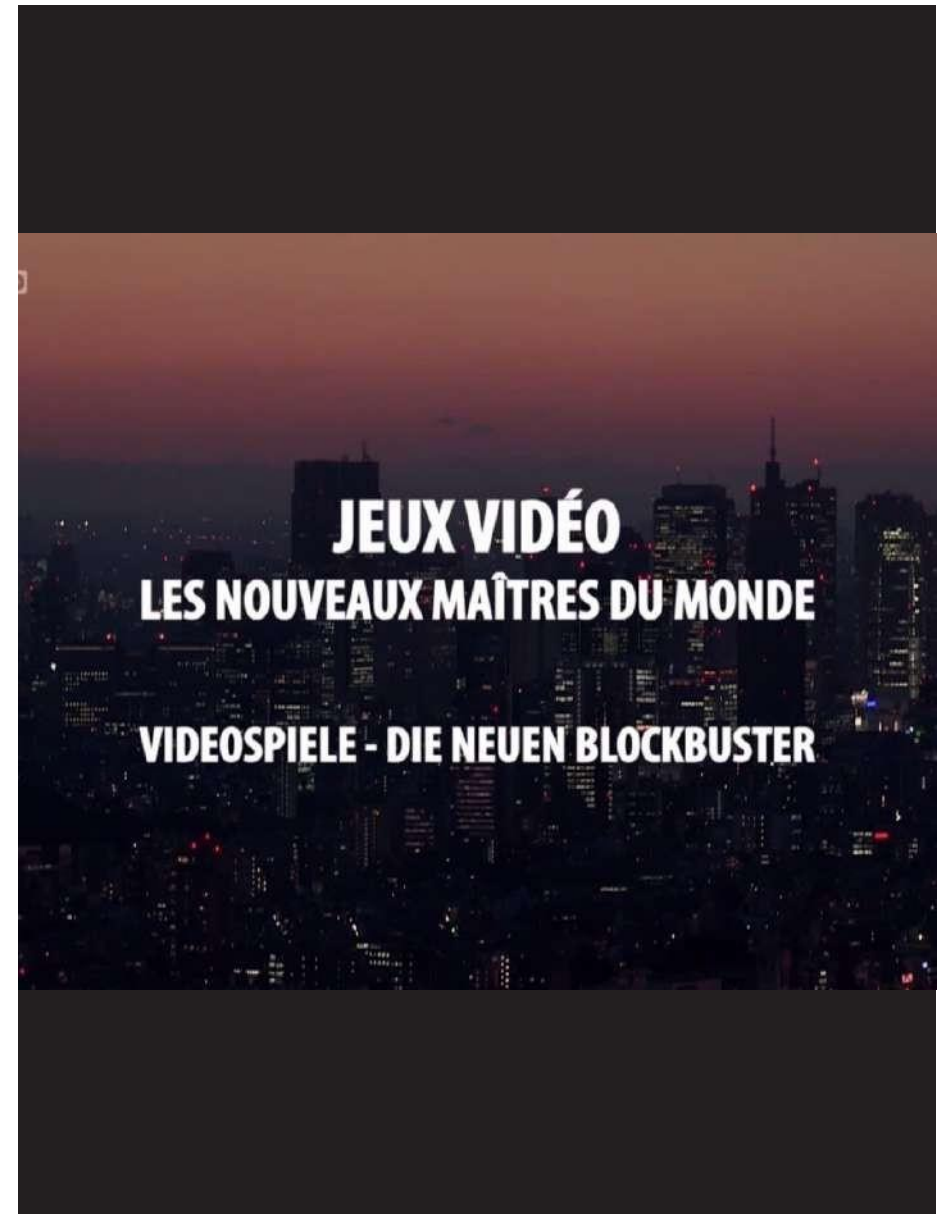 JEUX VIDÉO
LES NOUVEAUX MAÎTRES DU MONDE
VIDEOSPIELE - DIE NEUEN BLOCKBUSTER